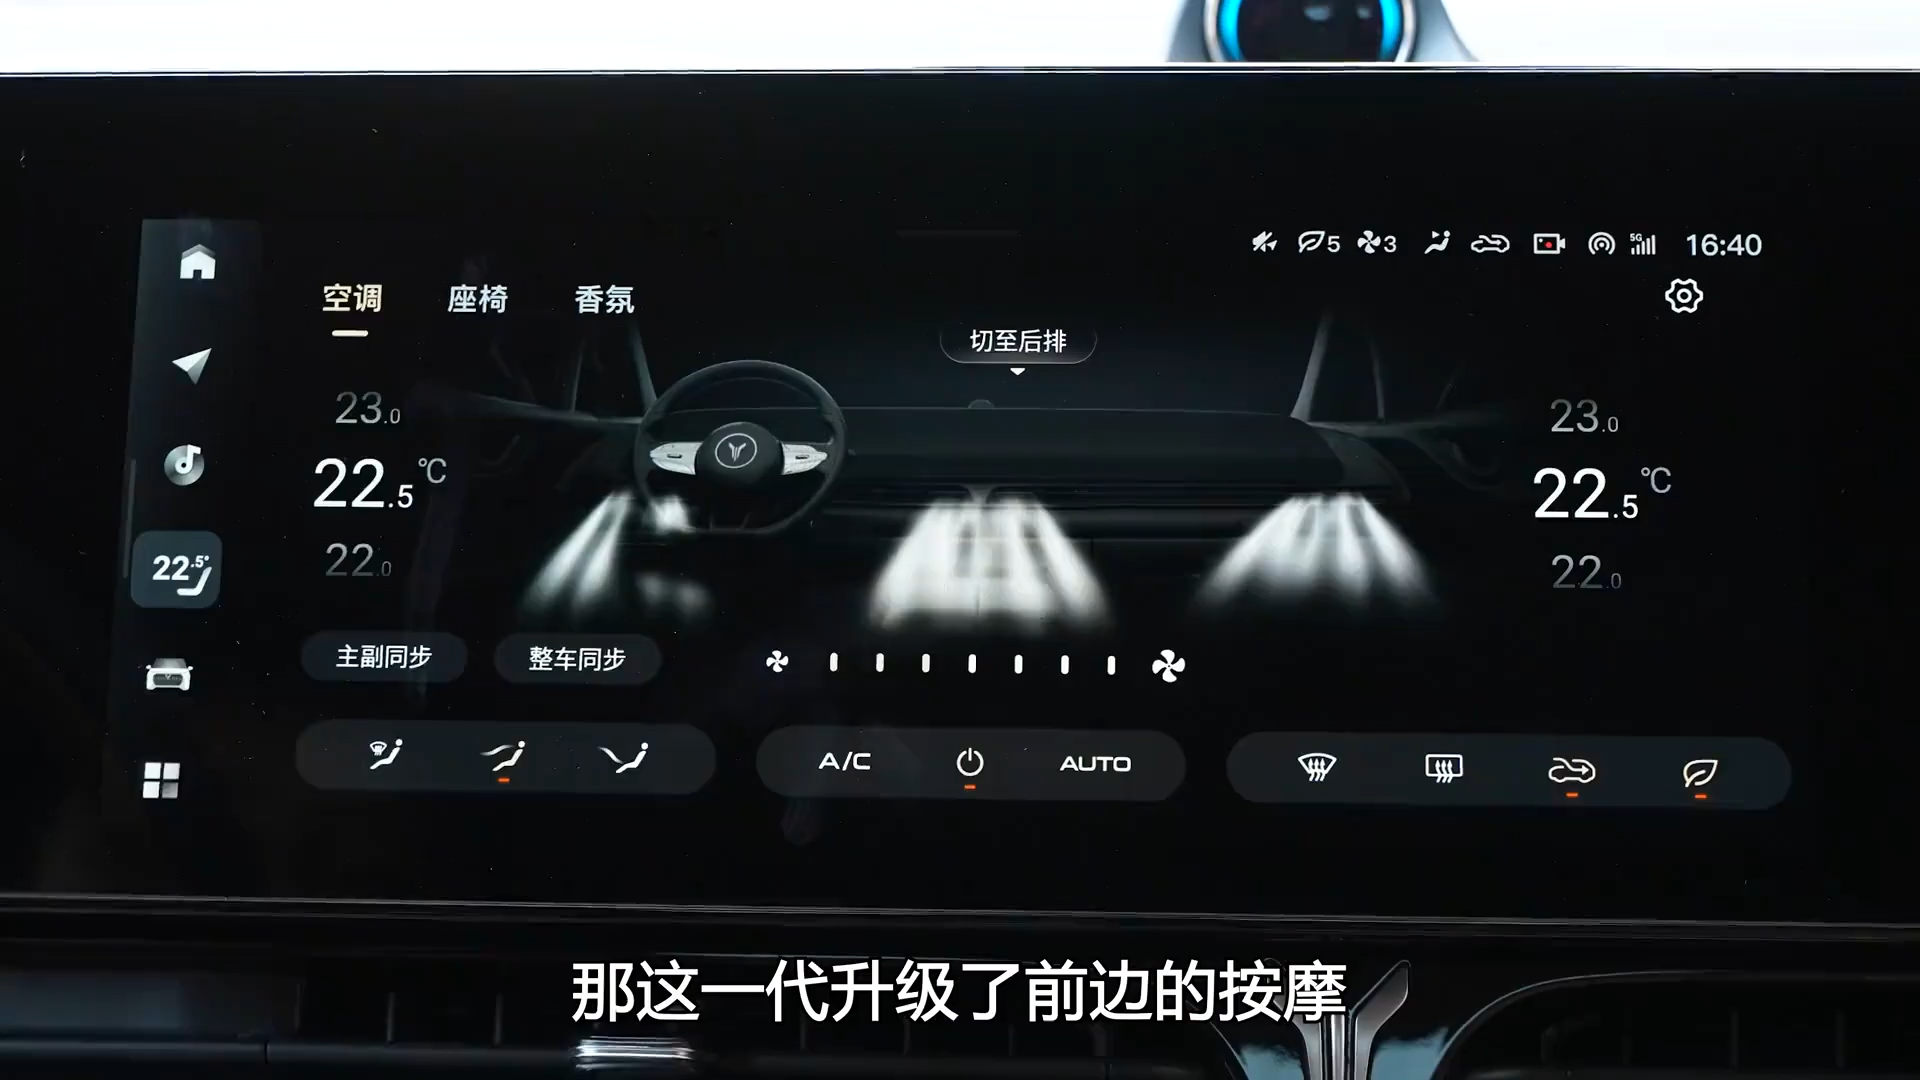 5 3 5G 16:40
空调 座椅 香氛
切至后排
23.0 23.0
22.5℃ 22.5℃
22.5°
22.0 22.0
主副同步 整车同步
A/C AUTO
那这一代升级了前边的按摩